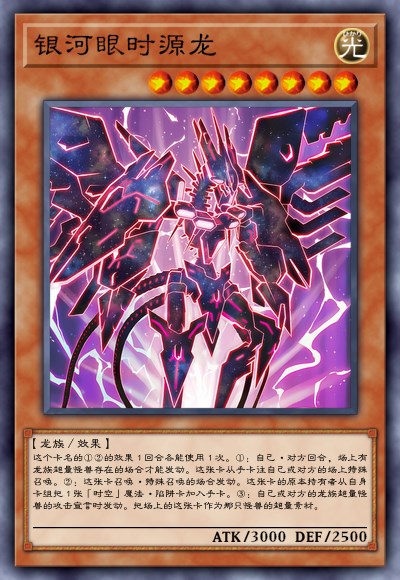 银河眼时源龙
光
【龙族／效果】
这个卡名的①②的效果1回合各能使用1次。①：自己·对方回合，场上有
龙族超量怪兽存在的场合才能发动。这张卡从手卡往自己或对方的场上特殊
召唤。②：这张卡召唤·特殊召唤的场合发动。这张卡的原本持有者从自身
卡组把1张「时空」魔法·陷阱卡加入手卡。③：自己或对方的龙族超量怪
兽的攻击宣言时发动。把场上的这张卡作为那只怪兽的超量素材。
ATK/3000 DEF/2500